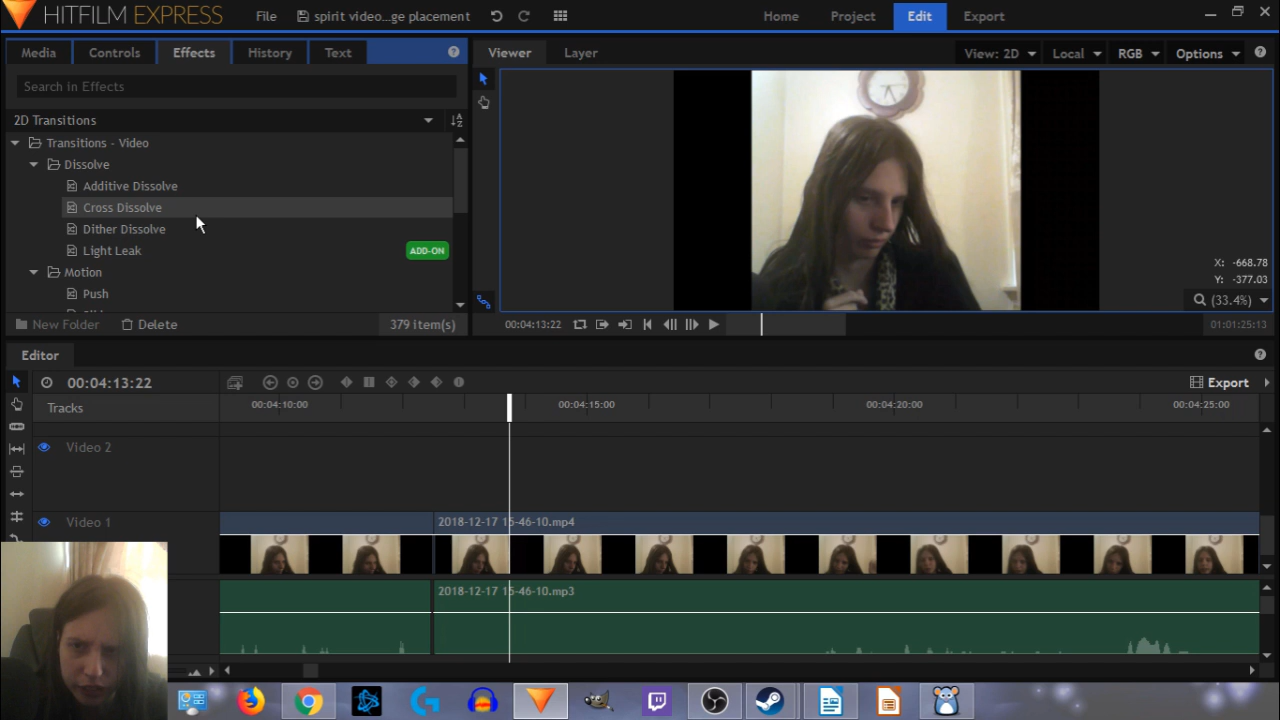 HITFILM EXPRESS File spirit video...ge placement Home Project Edit Export
Media Controls Effects History Text ? Viewer Layer View: 2D Local RGB Options ?
Search in Effects
2D Transitions
Transitions - Video
Dissolve
Additive Dissolve
Cross Dissolve
Dither Dissolve
Light Leak ADD-ON
Motion
Push
X: -668.78
Y: -377.03
(33.4%)
New Folder Delete 379 item(s) 00:04:13:22 01:01:25:13
Editor ?
00:04:13:22 Export
Tracks 00:04:10:00 00:04:15:00 00:04:20:00 00:04:25:00
Video 2
Video 1 2018-12-17 15-46-10.mp4
2018-12-17 15-46-10.mp3